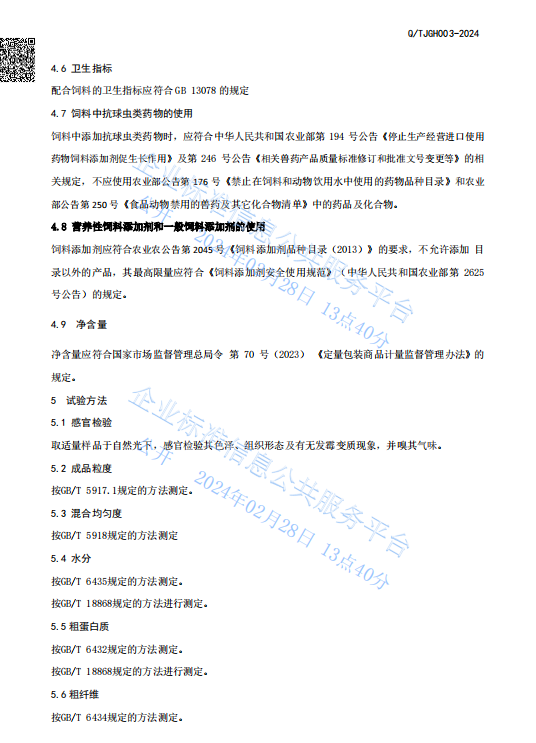 Q/TJGH003-2024
4.6 卫生指标
配合饲料的卫生指标应符合GB 13078 的规定
4.7 饲料中抗球虫类药物的使用
饲料中添加抗球虫类药物时，应符合中华人民共和国农业部第 194 号公告《停止生产经营进口使用
药物饲料添加剂促生长作用》及第 246 号公告《相关兽药产品质量标准修订和批准文号变更等》的相
关规定，不应使用农业部公告第 176 号《禁止在饲料和动物饮用水中使用的药物品种目录》和农业
部公告第 250 号《食品动物禁用的兽药及其它化合物清单》中的药品及化合物。
4.8 营养性饲料添加剂和一般饲料添加剂的使用
饲料添加剂应符合农业农公告第 2045 号《饲料添加剂品种目录（2013）》的要求，不允许添加 目
录以外的产品，其最高限量应符合《饲料添加剂安全使用规范》（中华人民共和国农业部第 2625
号公告）的规定。
4.9 净含量
净含量应符合国家市场监督管理总局令 第 70 号（2023）《定量包装商品计量监督管理办法》的
规定。
5 试验方法
5.1 感官检验
取适量样品于自然光下，感官检验其色泽、组织形态及有无发霉变质现象，并嗅其气味。
5.2 成品粒度
按GB/T 5917.1规定的方法测定。
5.3 混合均匀度
按GB/T 5918规定的方法测定
5.4 水分
按GB/T 6435规定的方法测定。
按GB/T 18868规定的方法进行测定。
5.5 粗蛋白质
按GB/T 6432规定的方法测定。
按GB/T 18868规定的方法进行测定。
5.6 粗纤维
按GB/T 6434规定的方法测定。
企业标准信息公共服务平台
公开 2024年02月28日 13点40分
企业标准信息公共服务平台
公开 2024年02月28日 13点40分